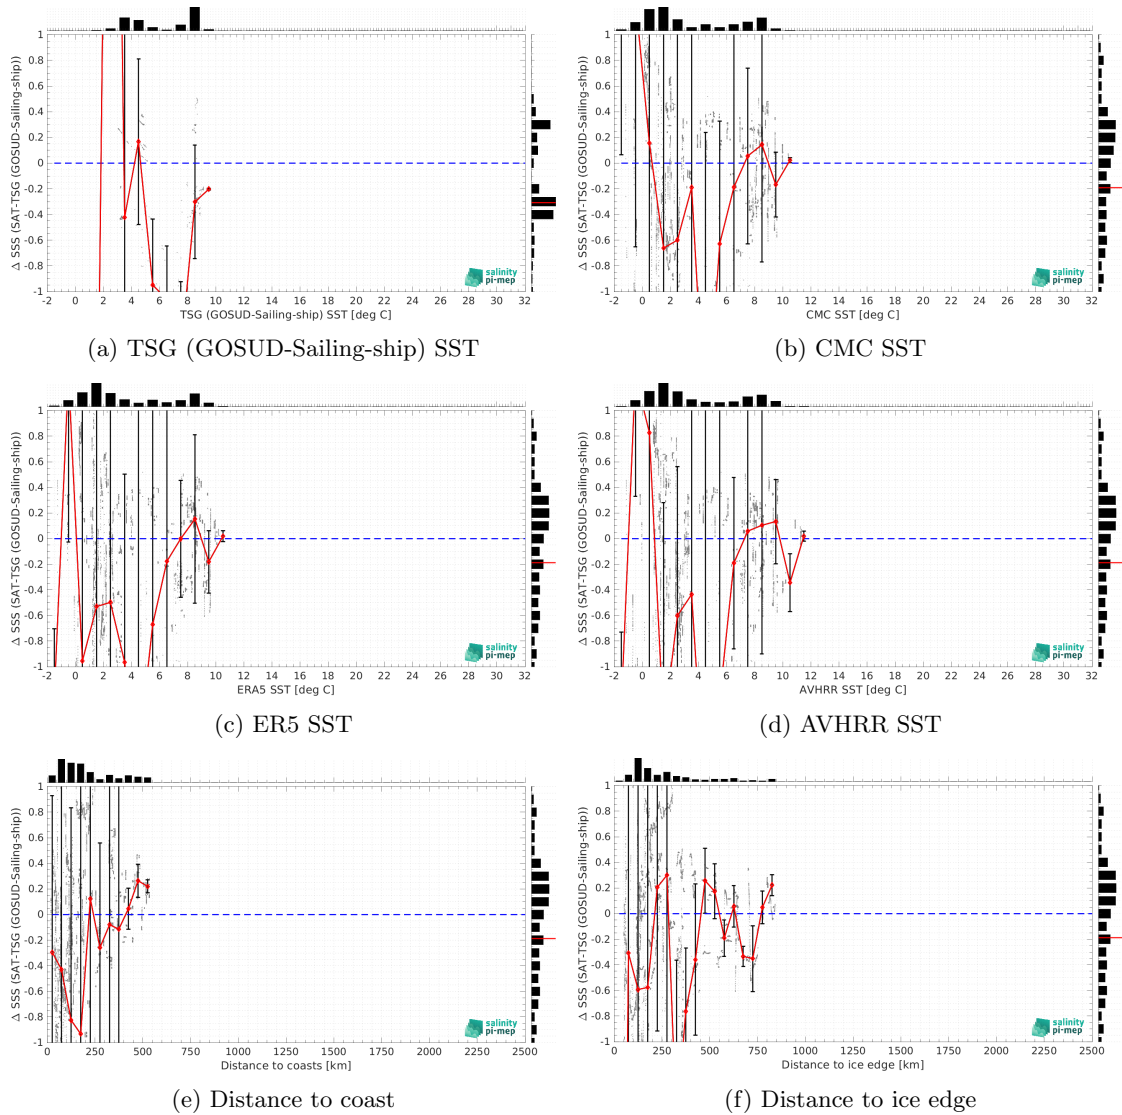 Δ SSS (SAT-TSG (GOSUD-Sailing-ship))
1
0.8
0.6
0.4
0.2
0
-0.2
-0.4
-0.6
-0.8
-1
-2 0 2 4 6 8 10 12 14 16 18 20 22 24 26 28 30 32
TSG (GOSUD-Sailing-ship) SST [deg C]
salinity
pi-mep
(a) TSG (GOSUD-Sailing-ship) SST
Δ SSS (SAT-TSG (GOSUD-Sailing-ship))
1
0.8
0.6
0.4
0.2
0
-0.2
-0.4
-0.6
-0.8
-1
-2 0 2 4 6 8 10 12 14 16 18 20 22 24 26 28 30 32
CMC SST [deg C]
salinity
pi-mep
(b) CMC SST
Δ SSS (SAT-TSG (GOSUD-Sailing-ship))
1
0.8
0.6
0.4
0.2
0
-0.2
-0.4
-0.6
-0.8
-1
-2 0 2 4 6 8 10 12 14 16 18 20 22 24 26 28 30 32
ERA5 SST [deg C]
salinity
pi-mep
(c) ER5 SST
Δ SSS (SAT-TSG (GOSUD-Sailing-ship))
1
0.8
0.6
0.4
0.2
0
-0.2
-0.4
-0.6
-0.8
-1
-2 0 2 4 6 8 10 12 14 16 18 20 22 24 26 28 30 32
AVHRR SST [deg C]
salinity
pi-mep
(d) AVHRR SST
Δ SSS (SAT-TSG (GOSUD-Sailing-ship))
1
0.8
0.6
0.4
0.2
0
-0.2
-0.4
-0.6
-0.8
-1
0 250 500 750 1000 1250 1500 1750 2000 2250 2500
Distance to coasts [km]
salinity
pi-mep
(e) Distance to coast
Δ SSS (SAT-TSG (GOSUD-Sailing-ship))
1
0.8
0.6
0.4
0.2
0
-0.2
-0.4
-0.6
-0.8
-1
0 250 500 750 1000 1250 1500 1750 2000 2250 2500
Distance to ice edge [km]
salinity
pi-mep
(f) Distance to ice edge